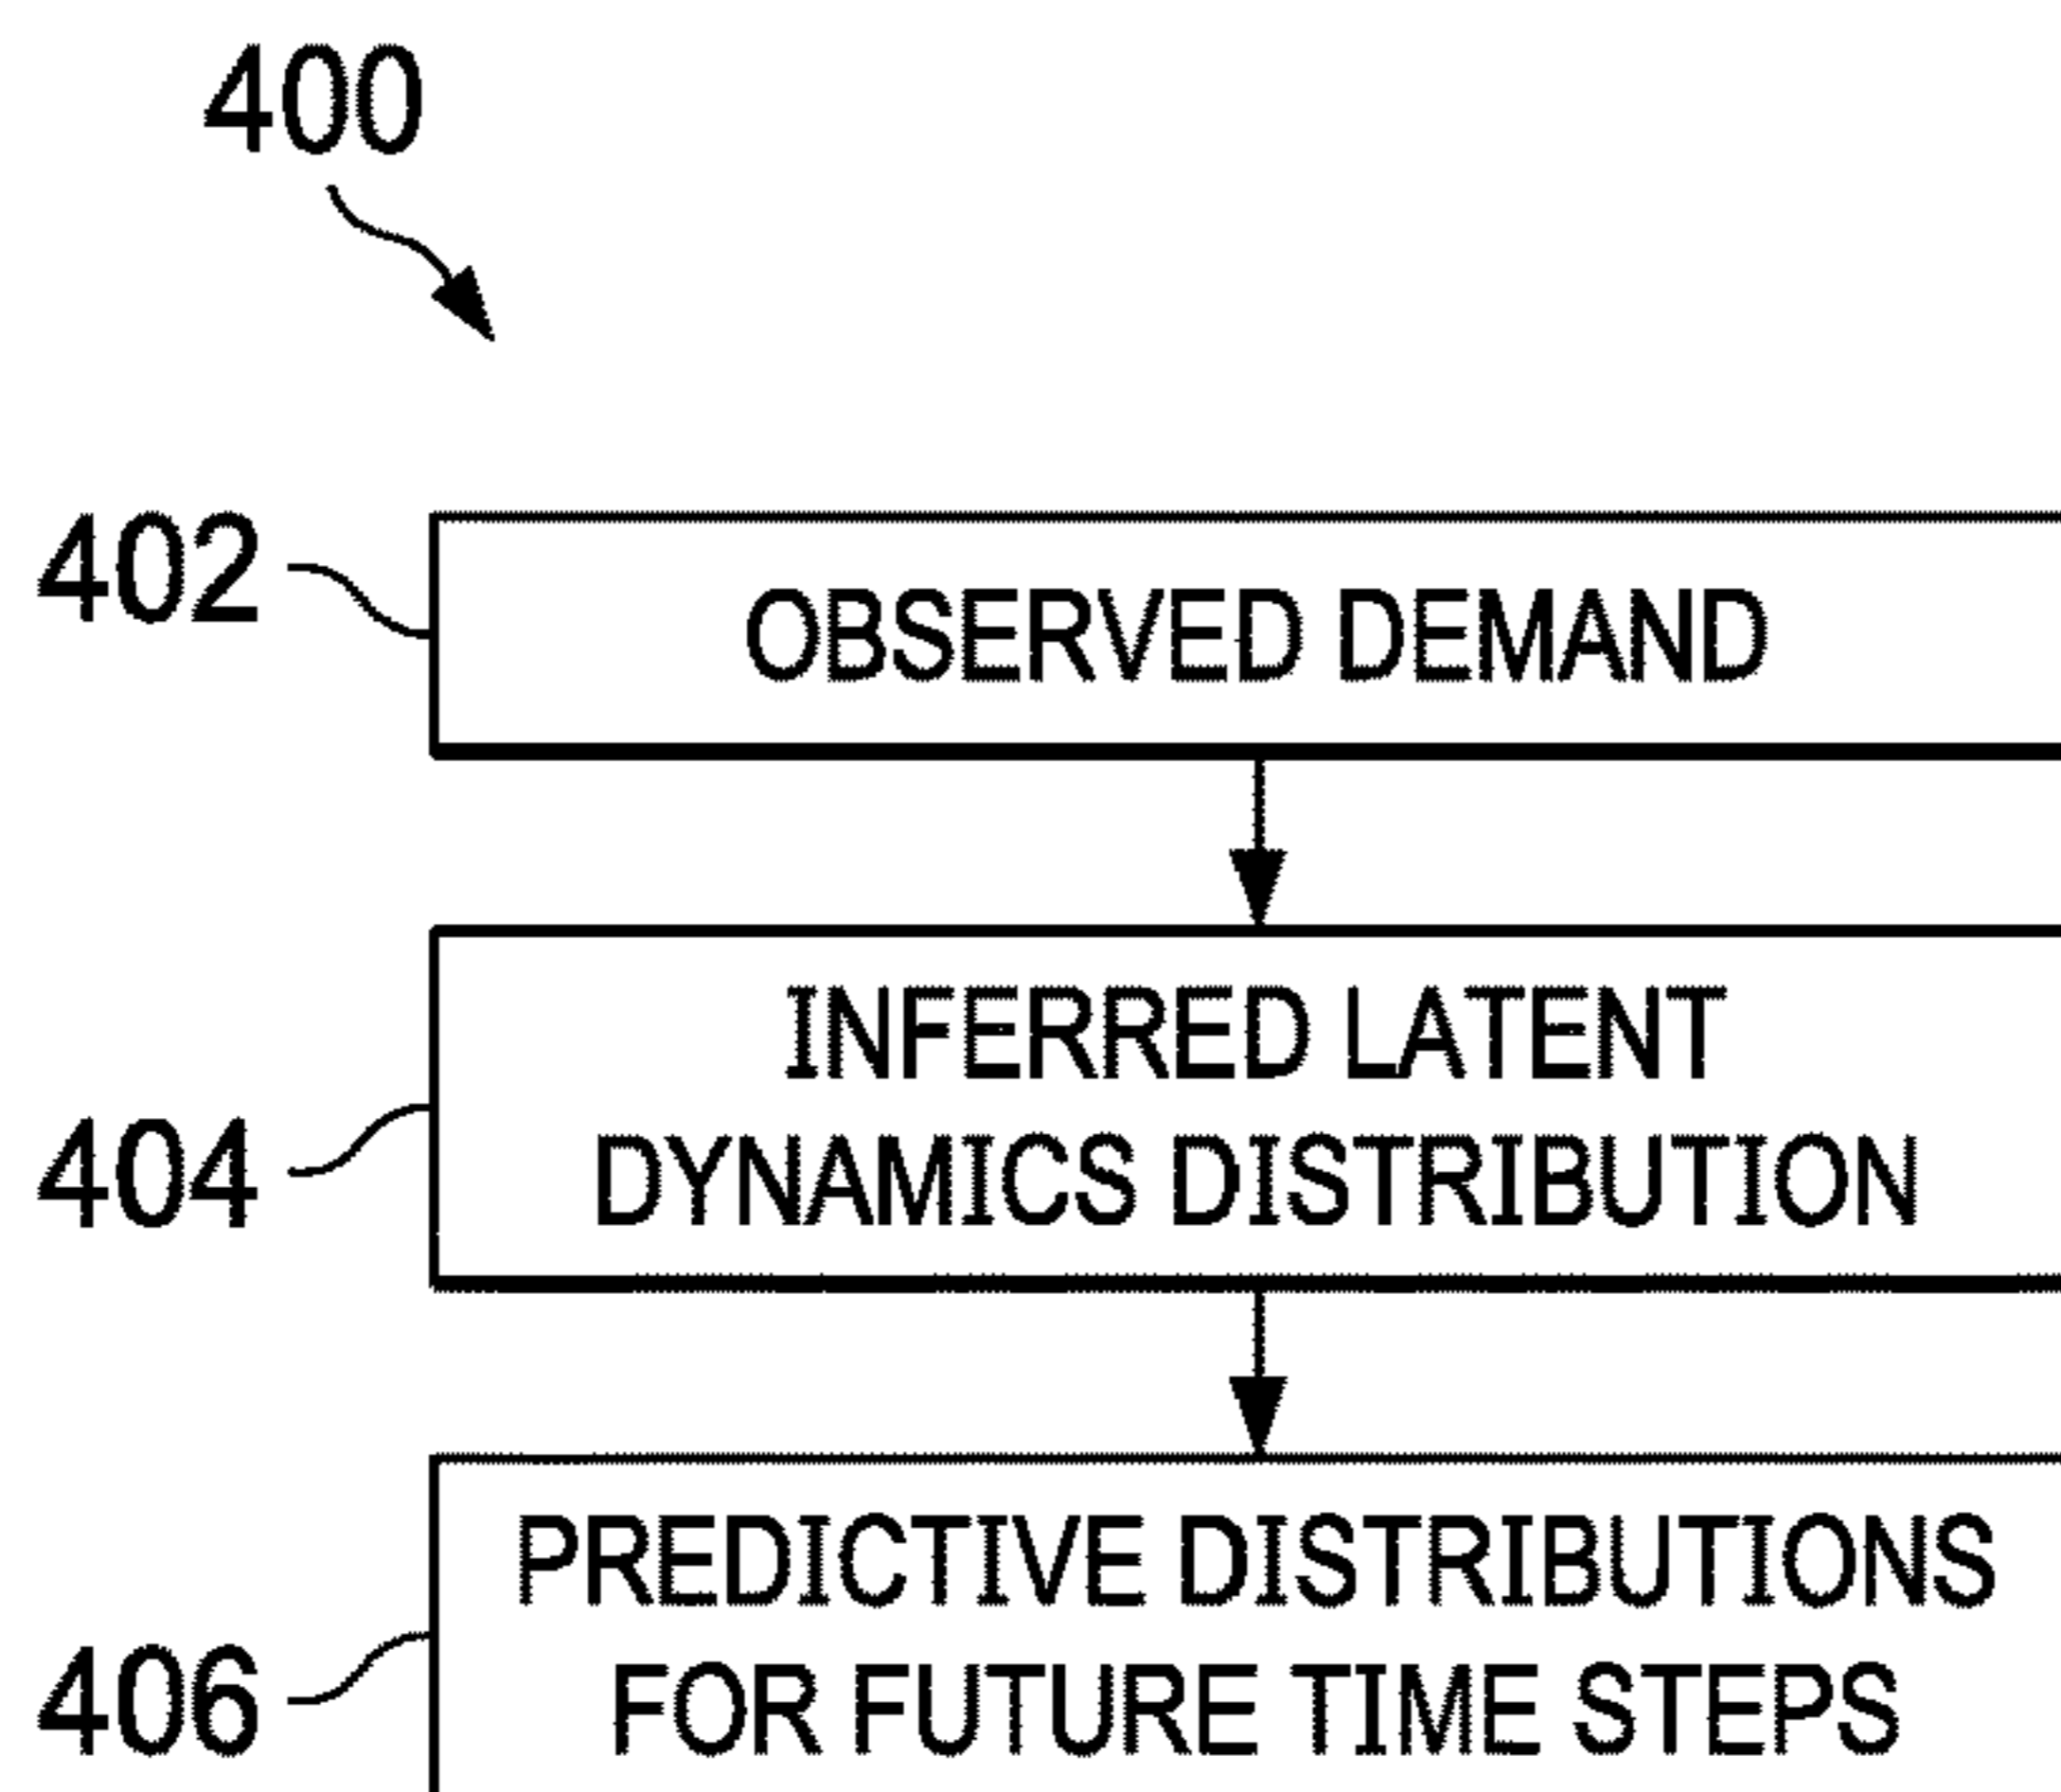 400
402
OBSERVED DEMAND
INFERRED LATENT
404
DYNAMICS DISTRIBUTION
PREDICTIVE DISTRIBUTIONS
406
FOR FUTURE TIME STEPS